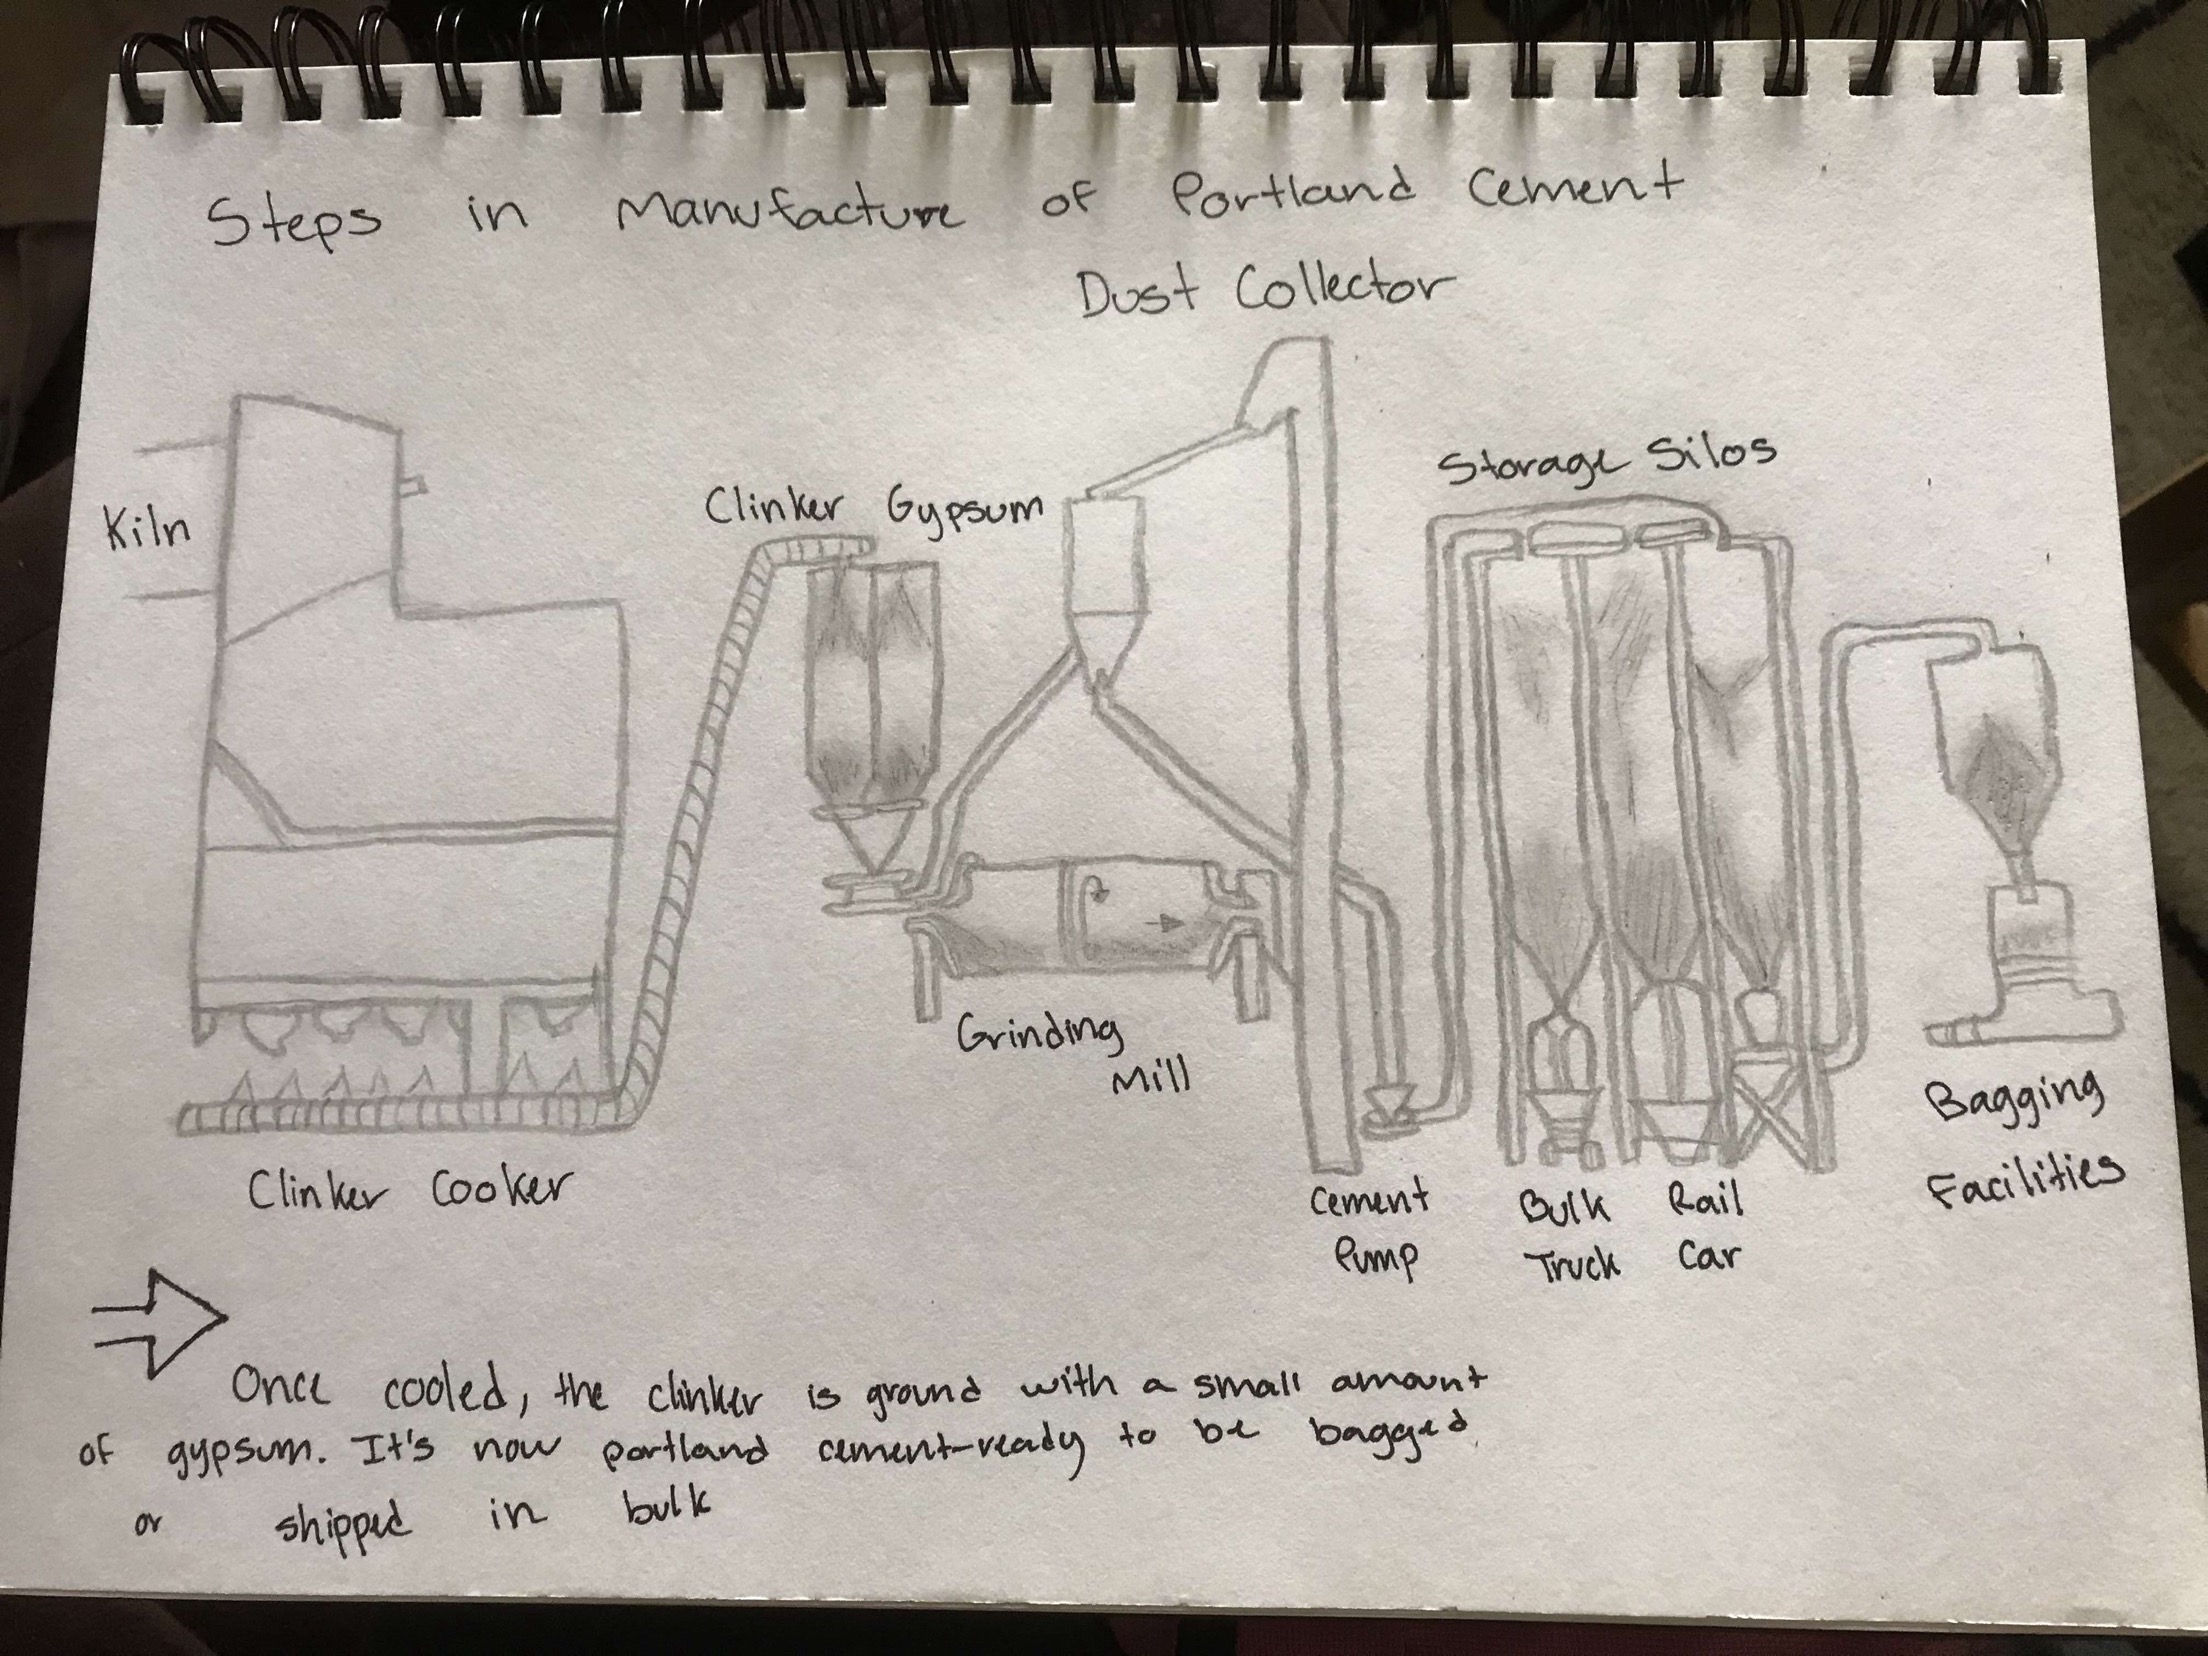 Steps in Manufacture of Portland Cement
Dust Collector
Storage Silos
Clinker Gypsum
Kiln
Grinding
Mill
Bagging
Facilities
Clinker Cooker
Cement
Pump
Bulk
Truck
Rail
Car
Once cooled, the clinker is ground with a small amount
of gypsum. It's now portland cement-ready to be bagged
or shipped in bulk